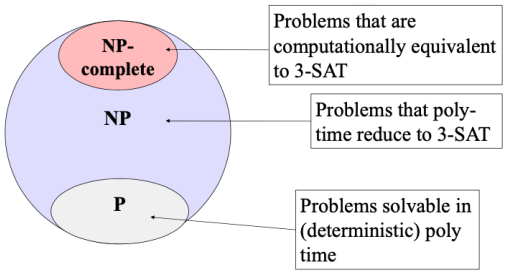 NP-
complete
Problems that are
computationally equivalent
to 3-SAT
NP
Problems that poly-
time reduce to 3-SAT
P
Problems solvable in
(deterministic) poly
time